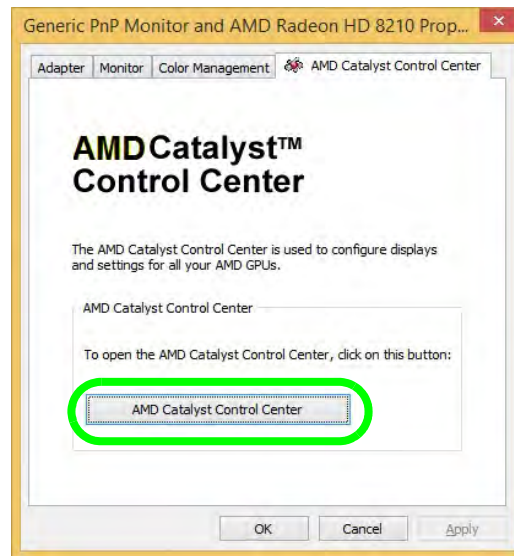 Generic PnP Monitor and AMD Radeon HD 8210 Prop...
Adapter Monitor Color Management AMD Catalyst Control Center
AMD Catalyst™
Control Center
The AMD Catalyst Control Center is used to configure displays
and settings for all your AMD GPUs.
AMD Catalyst Control Center
To open the AMD Catalyst Control Center, click on this button:
AMD Catalyst Control Center
OK Cancel Apply